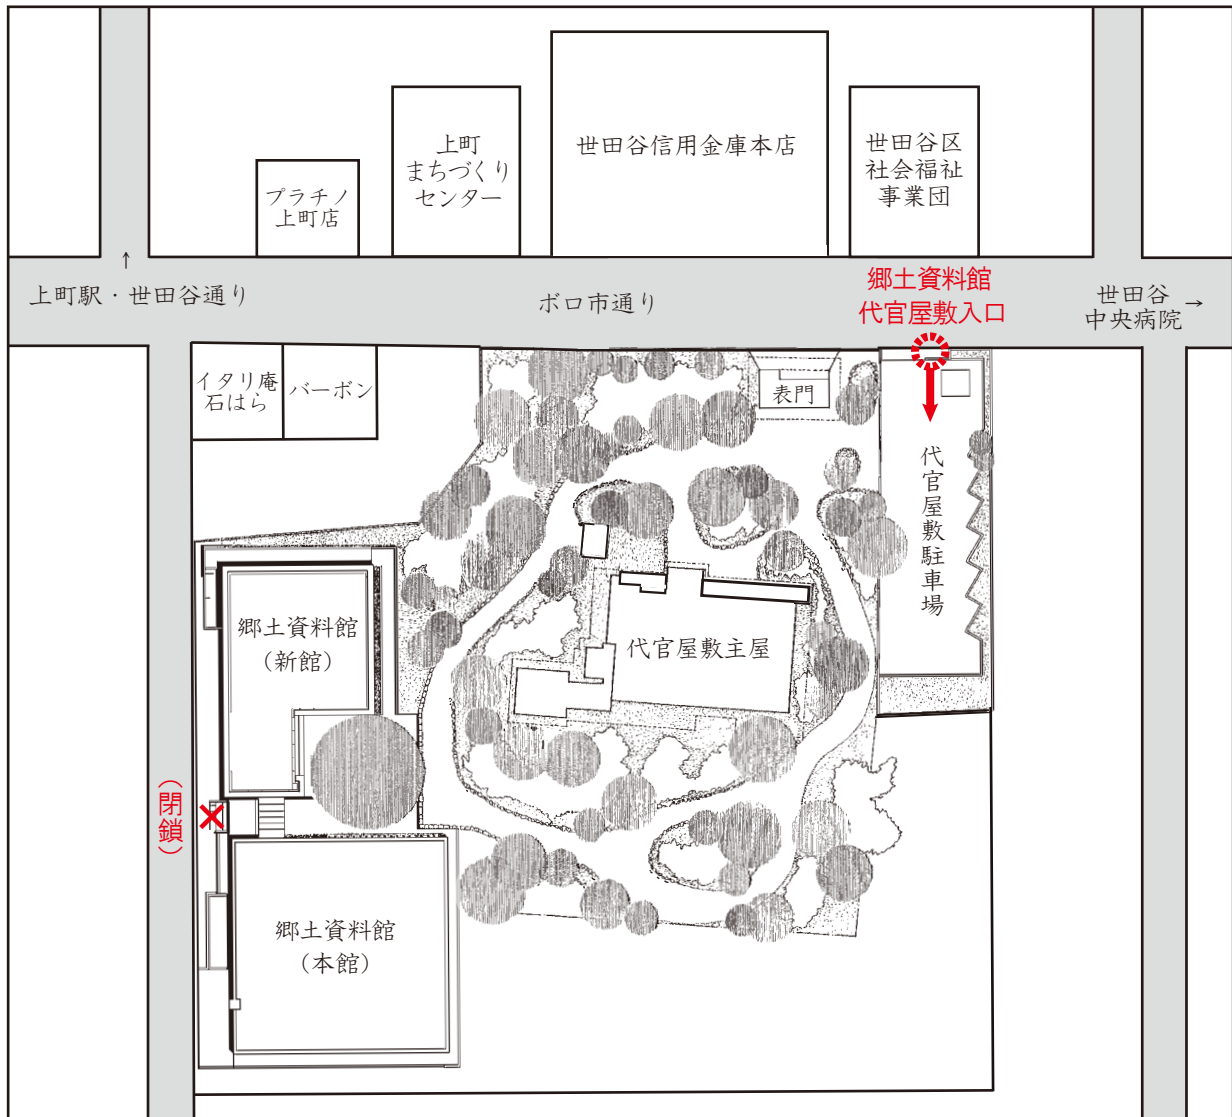 プラチノ
上町店
上町
まちづくり
センター
世田谷信用金庫本店
世田谷区
社会福祉
事業団
↑
上町駅・世田谷通り
ボロ市通り
郷土資料館
代官屋敷入口
世田谷
中央病院
→
イタリ庵
石はら
バーボン
表門
代官屋敷駐車場
代官屋敷主屋
郷土資料館
（新館）
（閉鎖）
郷土資料館
（本館）